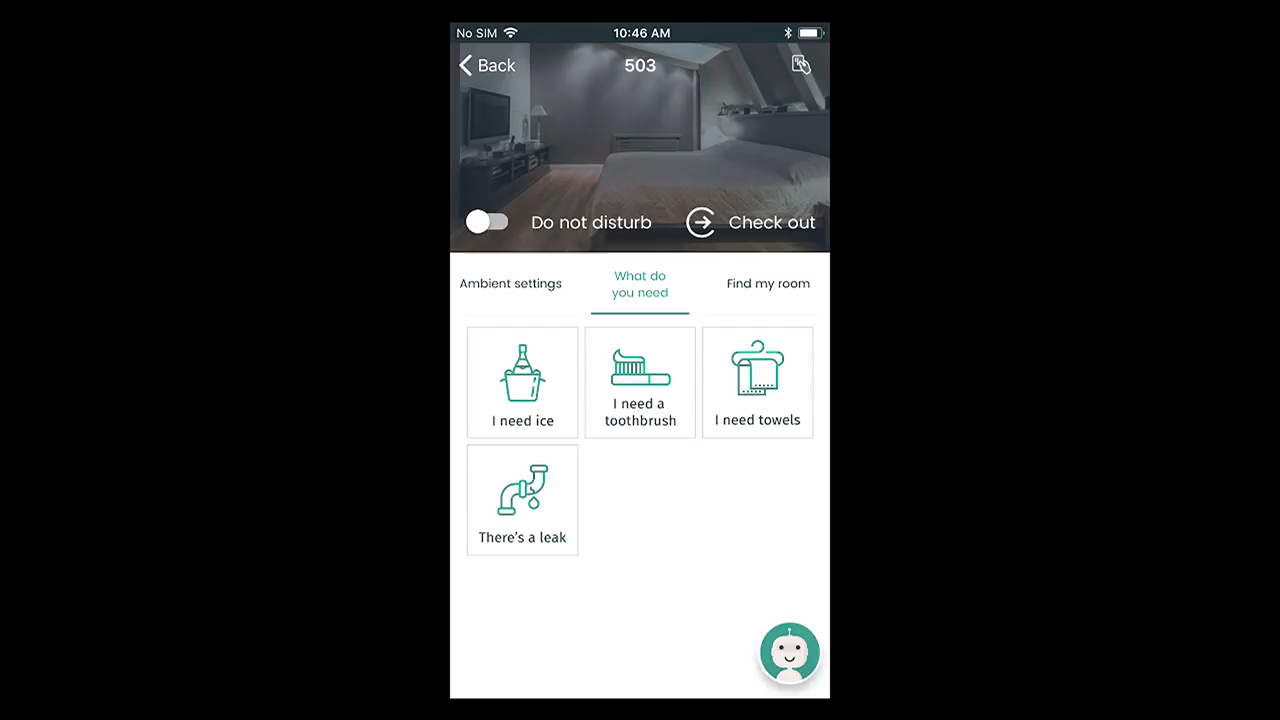 No SIM 10:46 AM
Back 503
Do not disturb Check out
Ambient settings
What do
you need
Find my room
I need ice
I need a
toothbrush
I need towels
There's a leak